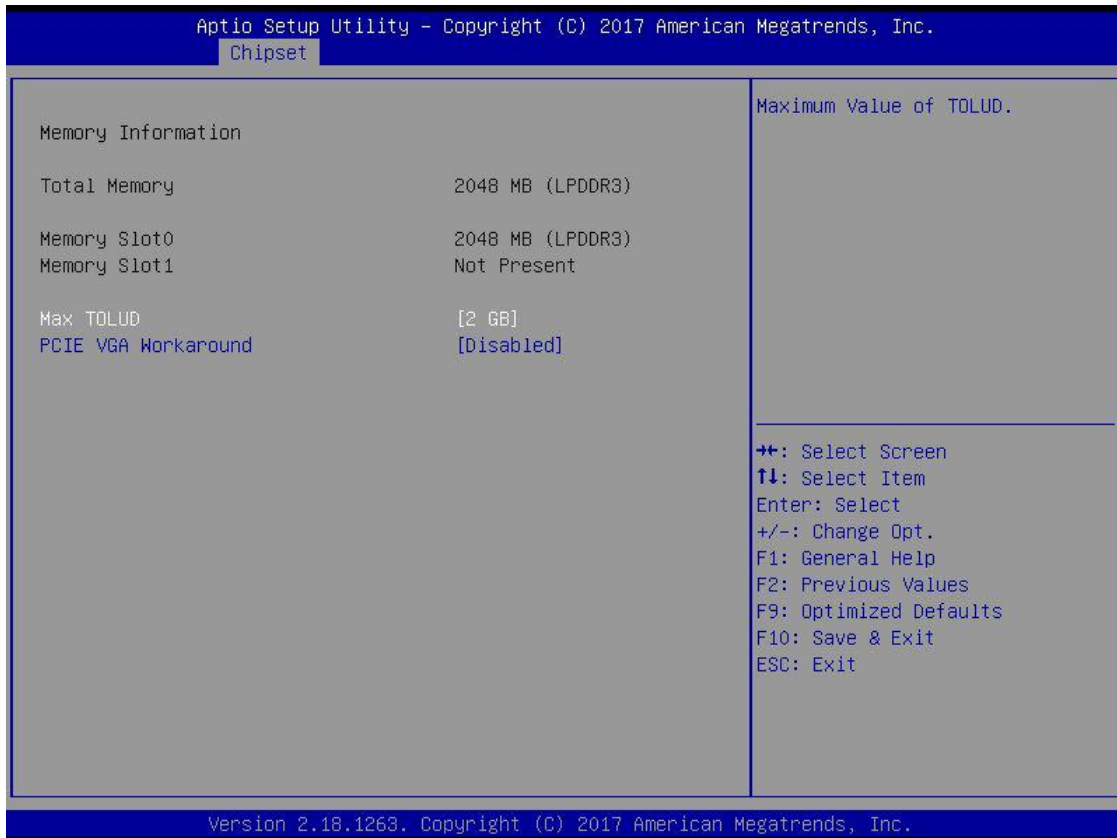 Aptio Setup Utility – Copyright (C) 2017 American Megatrends, Inc.
Chipset
Memory Information
Total Memory 2048 MB (LPDDR3)
Memory Slot0 2048 MB (LPDDR3)
Memory Slot1 Not Present
Max TOLUD [2 GB]
PCIE VGA Workaround [Disabled]
Maximum Value of TOLUD.
→←: Select Screen
↑↓: Select Item
Enter: Select
+/-: Change Opt.
F1: General Help
F2: Previous Values
F9: Optimized Defaults
F10: Save & Exit
ESC: Exit
Version 2.18.1263. Copyright (C) 2017 American Megatrends, Inc.